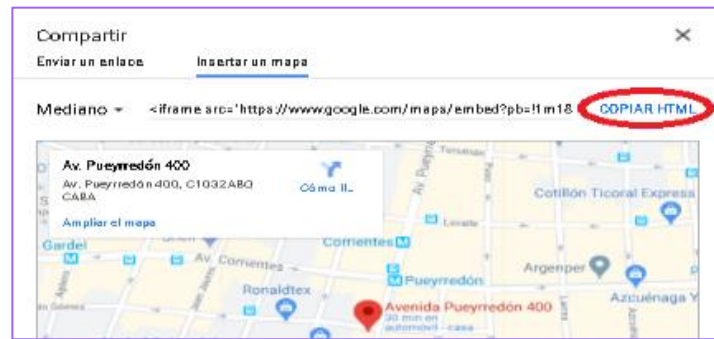 Compartir
Enviar un enlace Insertar un mapa
Mediano <iframe src="https://www.google.com/maps/embed?pb=!1m18 COPIAR HTML
Av. Pueyrredón 400
Av. Pueyrredón 400, C1032ABQ
CABA
Cómo ll...
Ampliar el mapa
Cotillón Ticoral Express
Lavalle
Gardel
Corrientes
Av. Corrientes
Pueyrredón
Argenper
Ronaldtex
Avenida Pueyrredón 400
30 min en
automóvil - casa
Azcuénaga